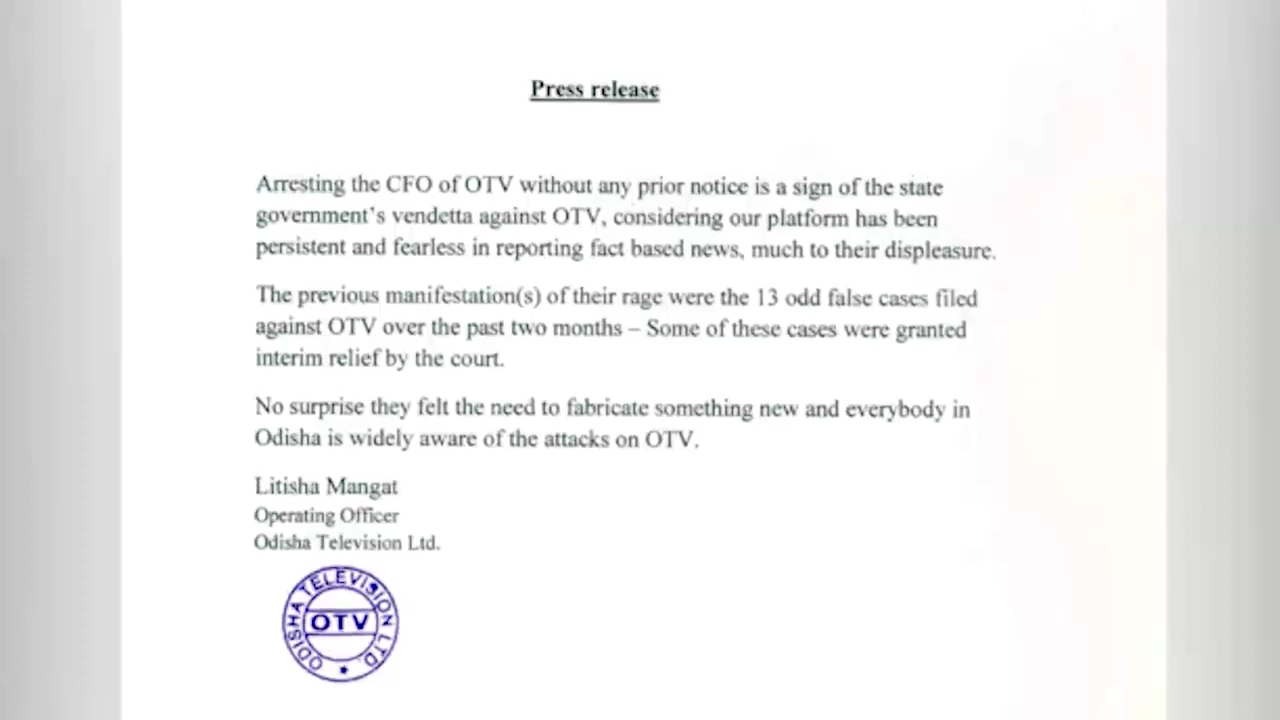 Press release
Arresting the CFO of OTV without any prior notice is a sign of the state
government's vendetta against OTV, considering our platform has been
persistent and fearless in reporting fact based news, much to their displeasure.
The previous manifestation(s) of their rage were the 13 odd false cases filed
against OTV over the past two months – Some of these cases were granted
interim relief by the court.
No surprise they felt the need to fabricate something new and everybody in
Odisha is widely aware of the attacks on OTV.
Litisha Mangat
Operating Officer
Odisha Television Ltd.
ODISHA TELEVISION LTD.
OTV